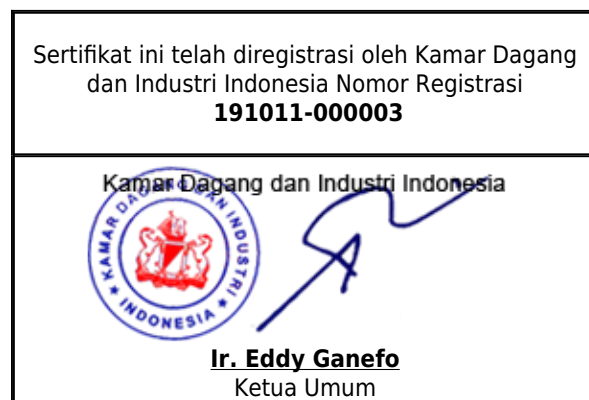 Sertifikat ini telah diregistrasi oleh Kamar Dagang
dan Industri Indonesia Nomor Registrasi
191011-000003
Kamar Dagang dan Industri Indonesia
KAMAR DAGANG DAN INDUSTRI
★ INDONESIA ★
Ir. Eddy Ganefo
Ketua Umum